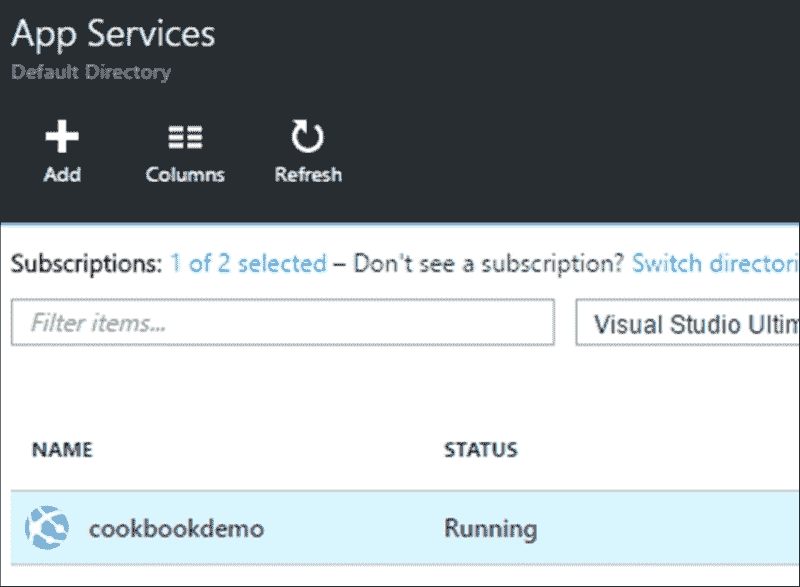 App Services
Default Directory
Add Columns Refresh
Subscriptions: 1 of 2 selected – Don't see a subscription? Switch directori
Filter items... Visual Studio Ultim
NAME STATUS
cookbookdemo Running